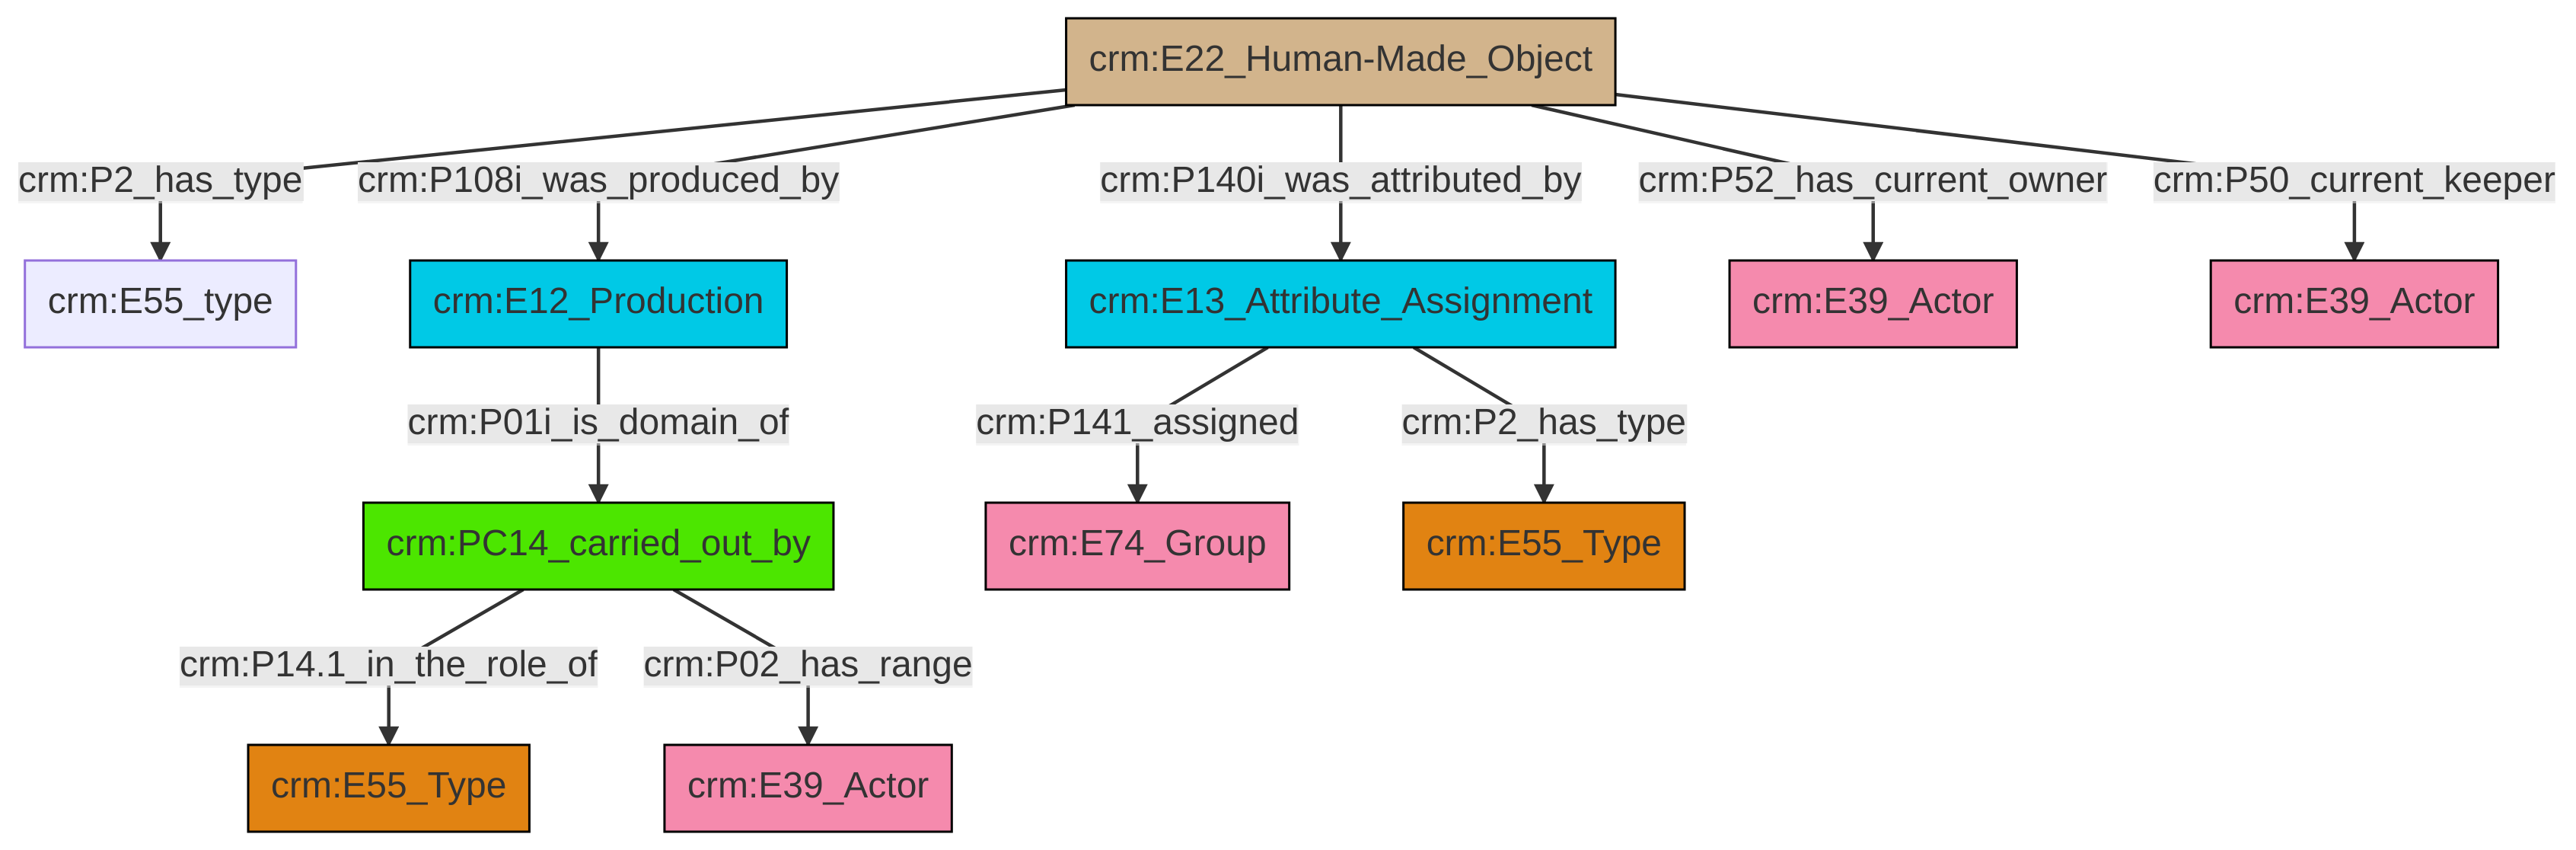 crm:E22_Human-Made_Object
crm:P2_has_type
crm:P108i_was_produced_by
crm:P140i_was_attributed_by
crm:P52_has_current_owner
crm:P50_current_keeper
crm:E55_type
crm:E12_Production
crm:E13_Attribute_Assignment
crm:E39_Actor
crm:E39_Actor
crm:P01i_is_domain_of
crm:P141_assigned
crm:P2_has_type
crm:PC14_carried_out_by
crm:E74_Group
crm:E55_Type
crm:P14.1_in_the_role_of
crm:P02_has_range
crm:E55_Type
crm:E39_Actor